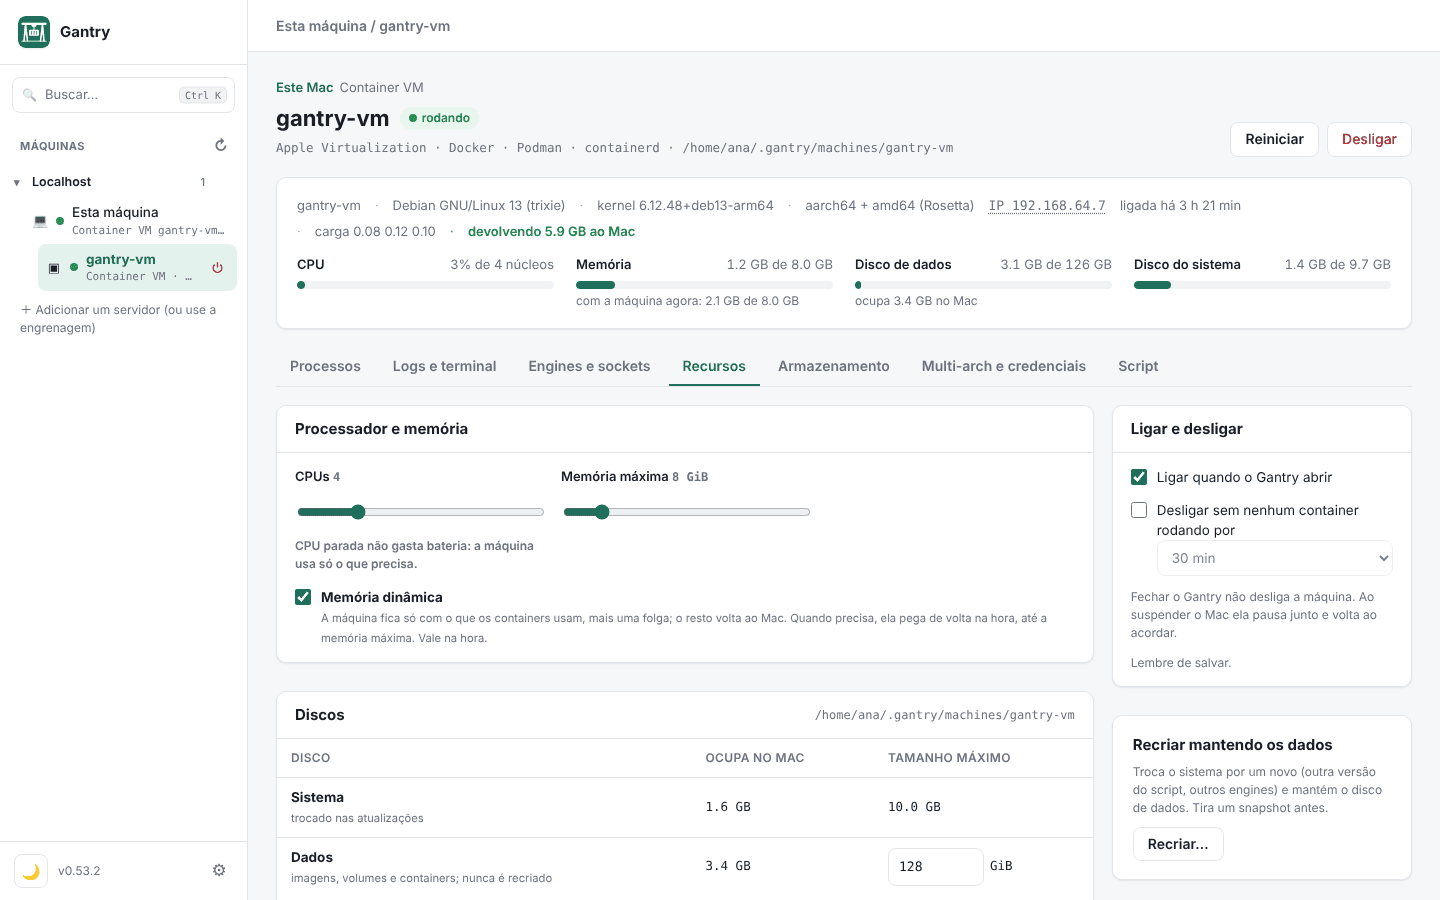 Gantry
Buscar...
Ctrl K
MÁQUINAS
Localhost
1
Esta máquina
Container VM gantry-vm…
gantry-vm
Container VM · …
+ Adicionar um servidor (ou use a
engrenagem)
v0.53.2
Esta máquina / gantry-vm
Este Mac Container VM
gantry-vm
rodando
Apple Virtualization · Docker · Podman · containerd · /home/ana/.gantry/machines/gantry-vm
Reiniciar
Desligar
gantry-vm · Debian GNU/Linux 13 (trixie) · kernel 6.12.48+deb13-arm64 · aarch64 + amd64 (Rosetta) IP 192.168.64.7 ligada há 3 h 21 min
· carga 0.08 0.12 0.10 · devolvendo 5.9 GB ao Mac
CPU 3% de 4 núcleos
Memória 1.2 GB de 8.0 GB
com a máquina agora: 2.1 GB de 8.0 GB
Disco de dados 3.1 GB de 126 GB
ocupa 3.4 GB no Mac
Disco do sistema 1.4 GB de 9.7 GB
Processos
Logs e terminal
Engines e sockets
Recursos
Armazenamento
Multi-arch e credenciais
Script
Processador e memória
CPUs 4
Memória máxima 8 GiB
CPU parada não gasta bateria: a máquina
usa só o que precisa.
Memória dinâmica
A máquina fica só com o que os containers usam, mais uma folga; o resto volta ao Mac. Quando precisa, ela pega de volta na hora, até a
memória máxima. Vale na hora.
Discos
/home/ana/.gantry/machines/gantry-vm
DISCO
OCUPA NO MAC
TAMANHO MÁXIMO
Sistema
trocado nas atualizações
1.6 GB
10.0 GB
Dados
imagens, volumes e containers; nunca é recriado
3.4 GB
128 GiB
Ligar e desligar
Ligar quando o Gantry abrir
Desligar sem nenhum container
rodando por
30 min
Fechar o Gantry não desliga a máquina. Ao
suspender o Mac ela pausa junto e volta ao
acordar.
Lembre de salvar.
Recriar mantendo os dados
Troca o sistema por um novo (outra versão
do script, outros engines) e mantém o disco
de dados. Tira um snapshot antes.
Recriar…